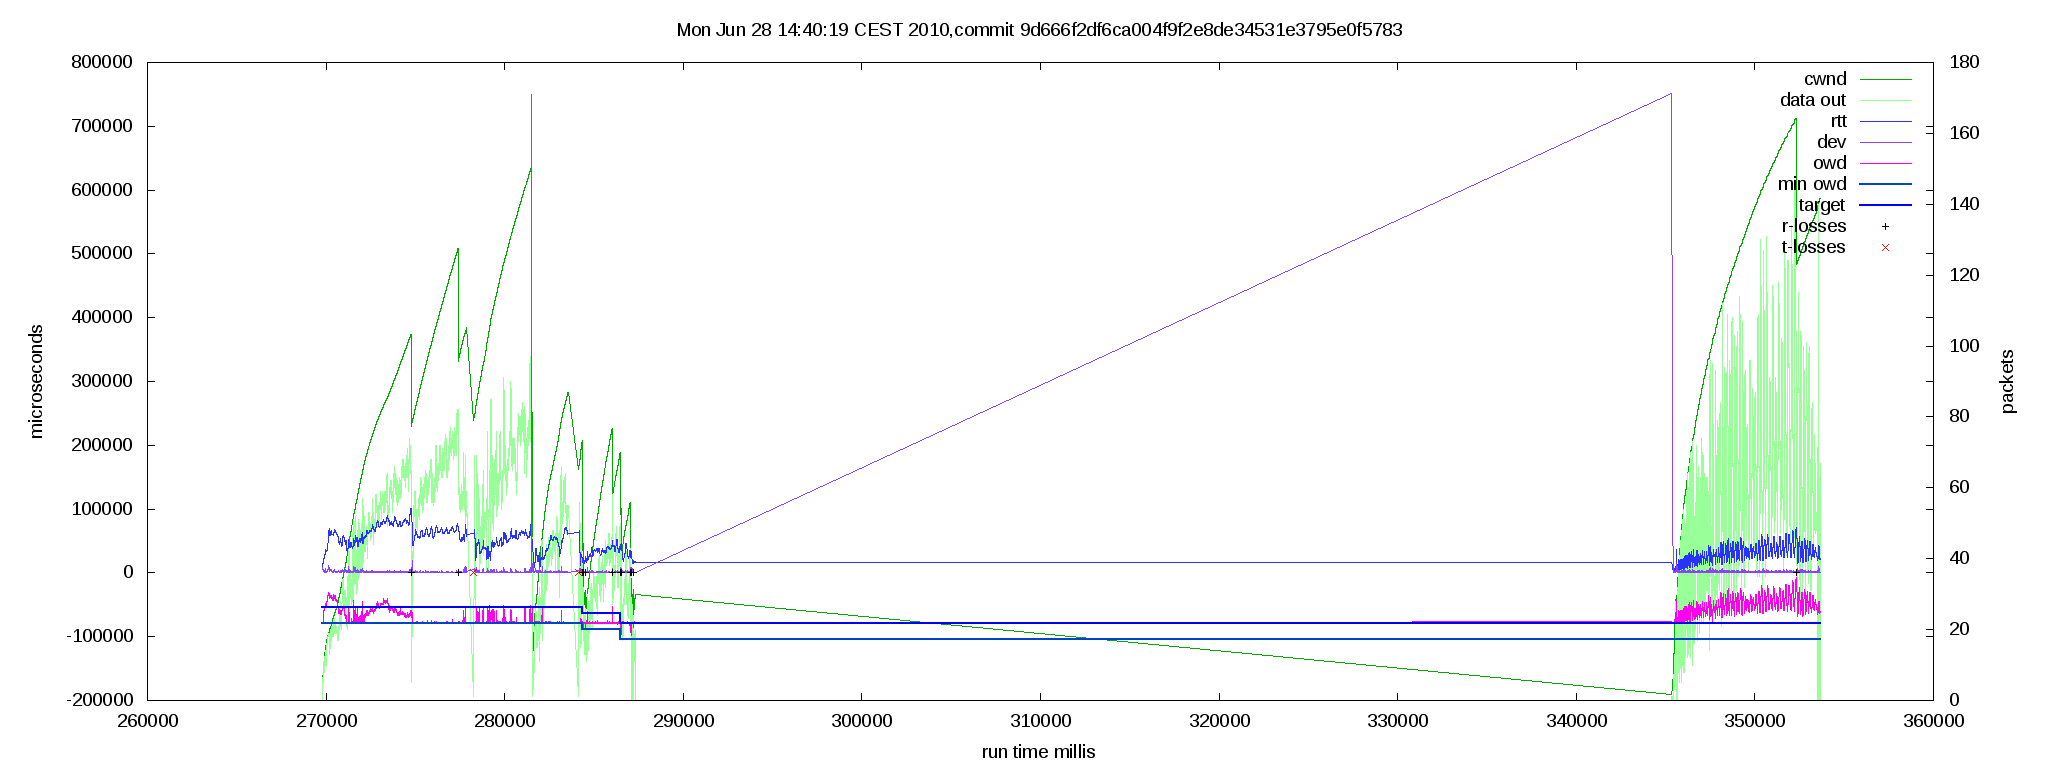 Mon Jun 28 14:40:19 CEST 2010,commit 9d666f2df6ca004f9f2e8de34531e3795e0f5783
800000
700000
600000
500000
400000
300000
200000
100000
0
-100000
-200000
microseconds
180
160
140
120
100
80
60
40
20
0
packets
cwnd
data out
rtt
dev
owd
min owd
target
r-losses
t-losses
260000 270000 280000 290000 300000 310000 320000 330000 340000 350000 360000
run time millis